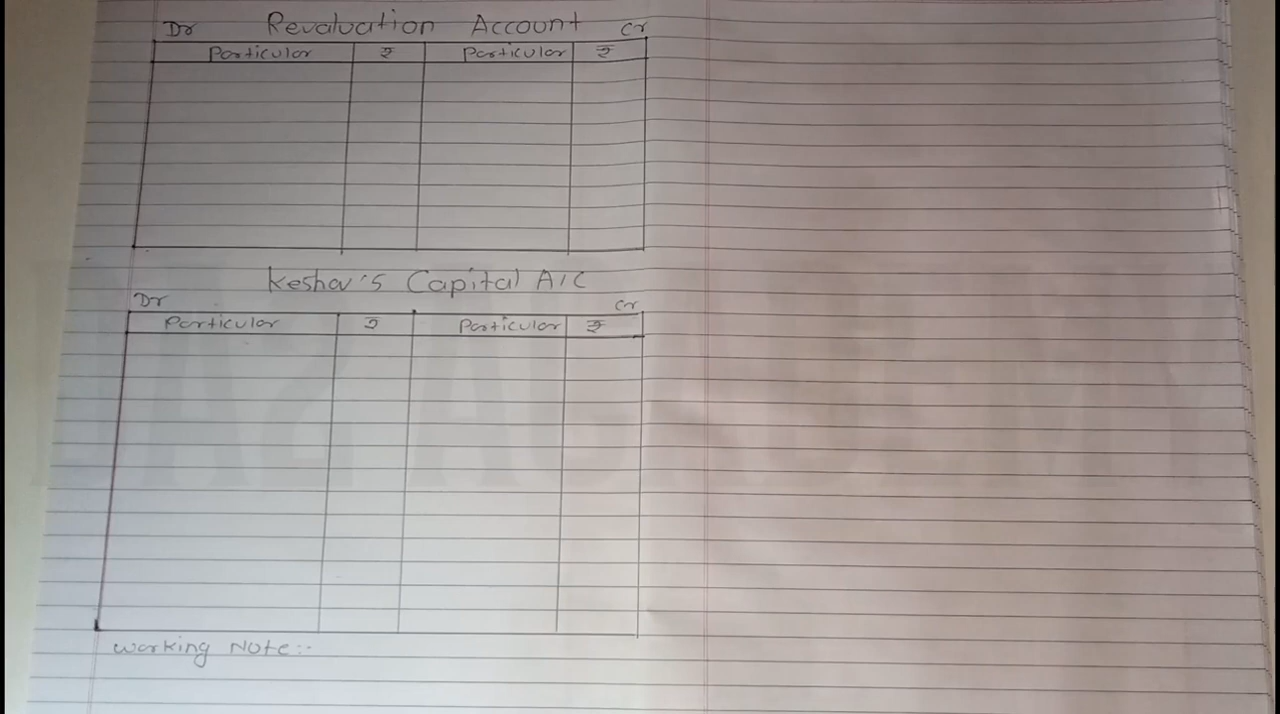 Dr Revaluation Account Cr
Particular ₹ Particular ₹
Keshav's Capital A/C
Dr Cr
Particular ₹ Particular ₹
Working Note:-